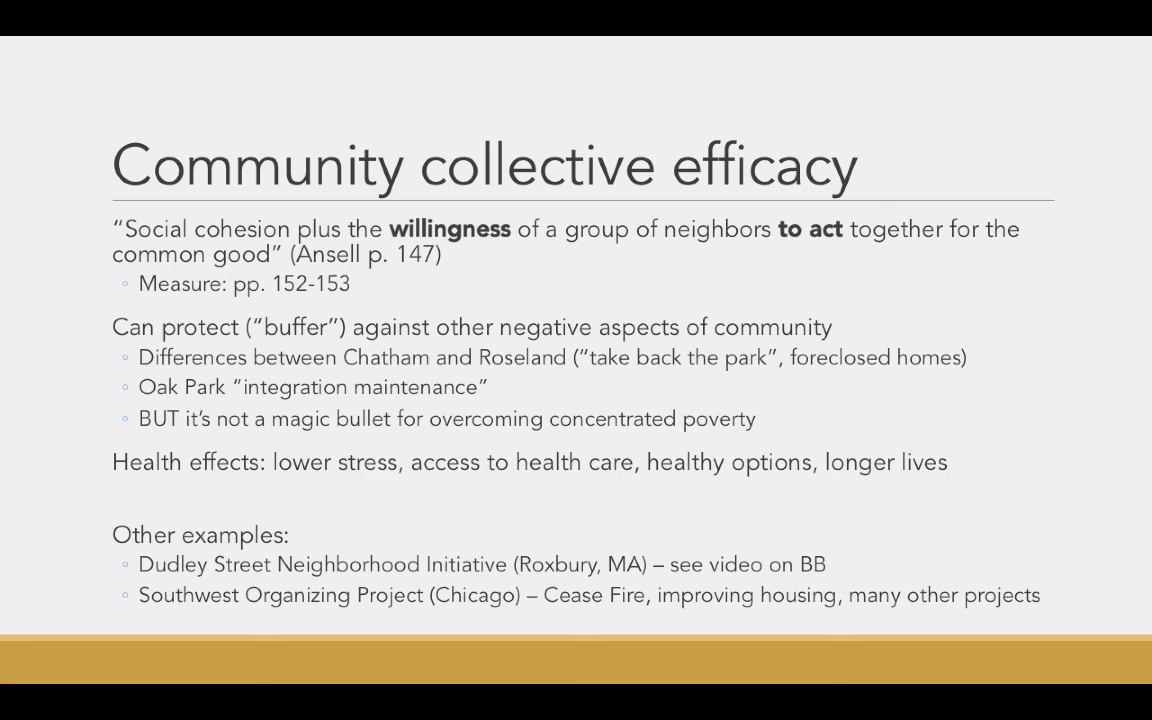 Community collective efficacy
“Social cohesion plus the willingness of a group of neighbors to act together for the
common good” (Ansell p. 147)
◦ Measure: pp. 152-153
Can protect (“buffer”) against other negative aspects of community
◦ Differences between Chatham and Roseland (“take back the park”, foreclosed homes)
◦ Oak Park “integration maintenance”
◦ BUT it’s not a magic bullet for overcoming concentrated poverty
Health effects: lower stress, access to health care, healthy options, longer lives
Other examples:
◦ Dudley Street Neighborhood Initiative (Roxbury, MA) – see video on BB
◦ Southwest Organizing Project (Chicago) – Cease Fire, improving housing, many other projects